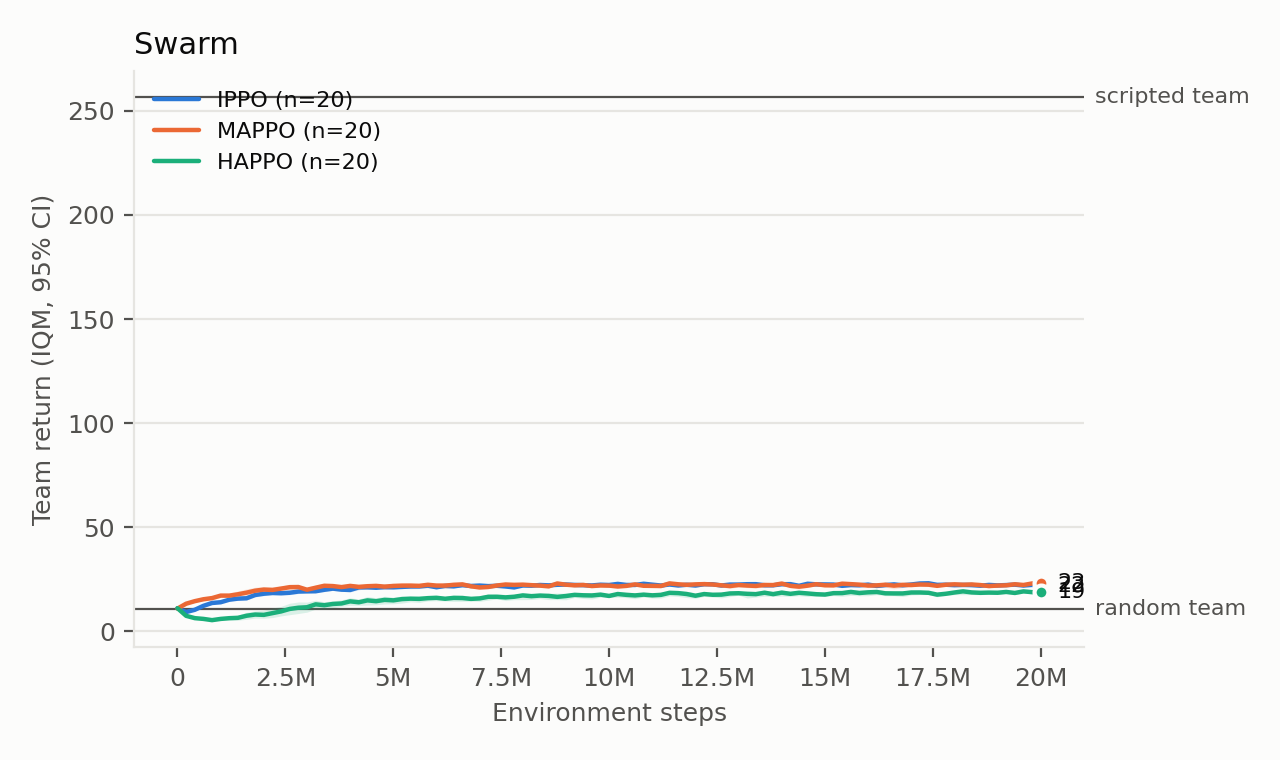 Swarm
scripted team
IPPO (n=20)
MAPPO (n=20)
HAPPO (n=20)
250
200
150
100
50
0
Team return (IQM, 95% CI)
19
random team
0
2.5M
5M
7.5M
10M
12.5M
15M
17.5M
20M
Environment steps